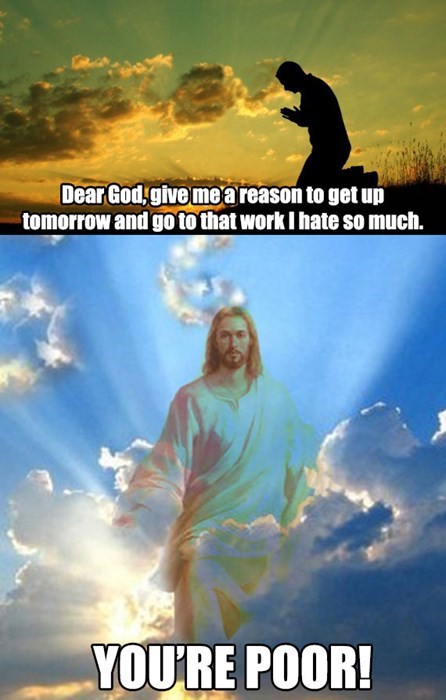 Dear God, give me a reason to get up
tomorrow and go to that work I hate so much.
YOU'RE POOR!